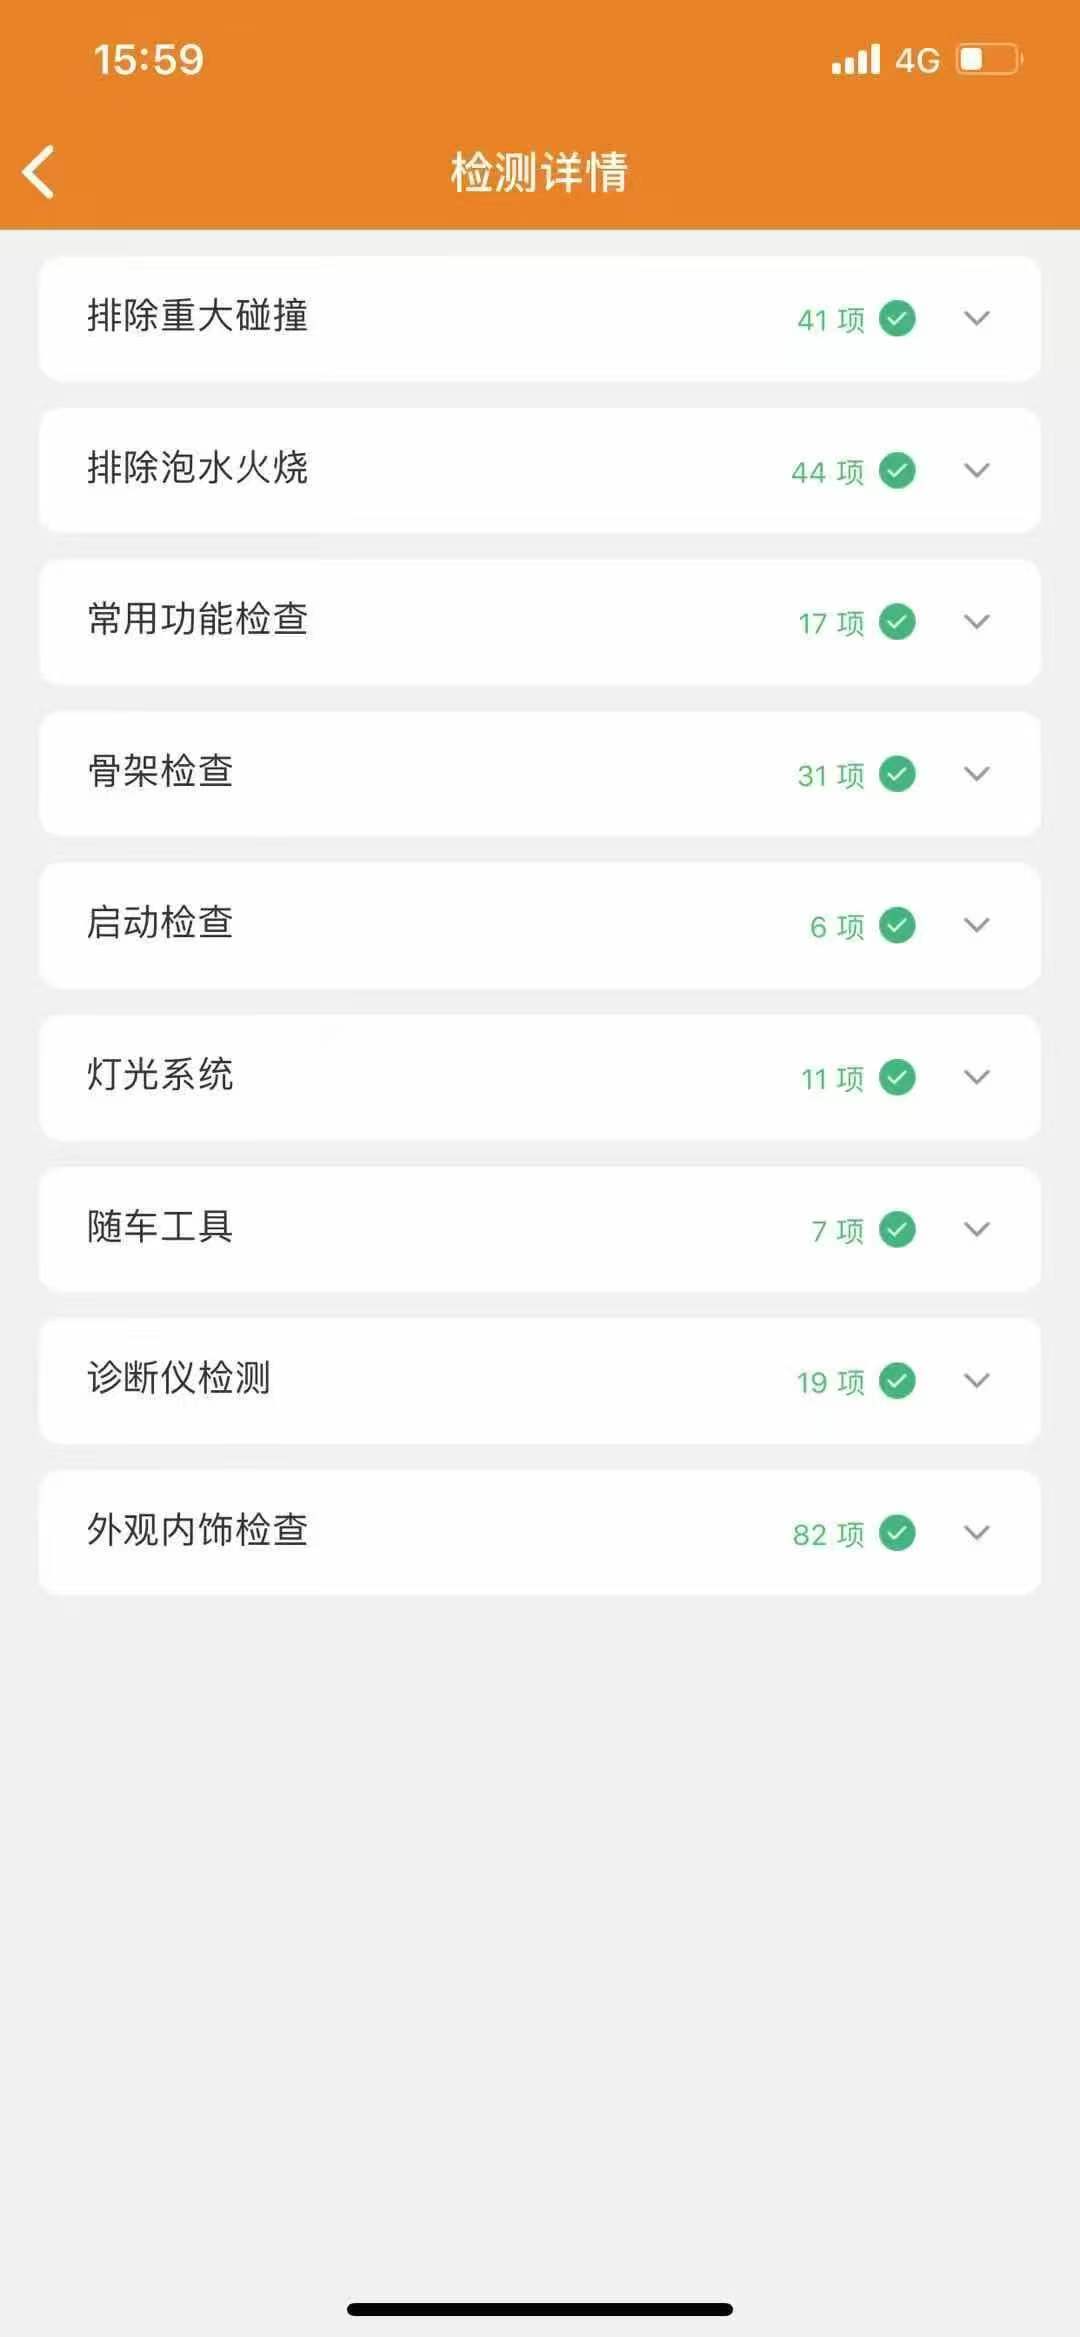 15:59 4G
检测详情
排除重大碰撞 41 项
排除泡水火烧 44 项
常用功能检查 17 项
骨架检查 31 项
启动检查 6 项
灯光系统 11 项
随车工具 7 项
诊断仪检测 19 项
外观内饰检查 82 项